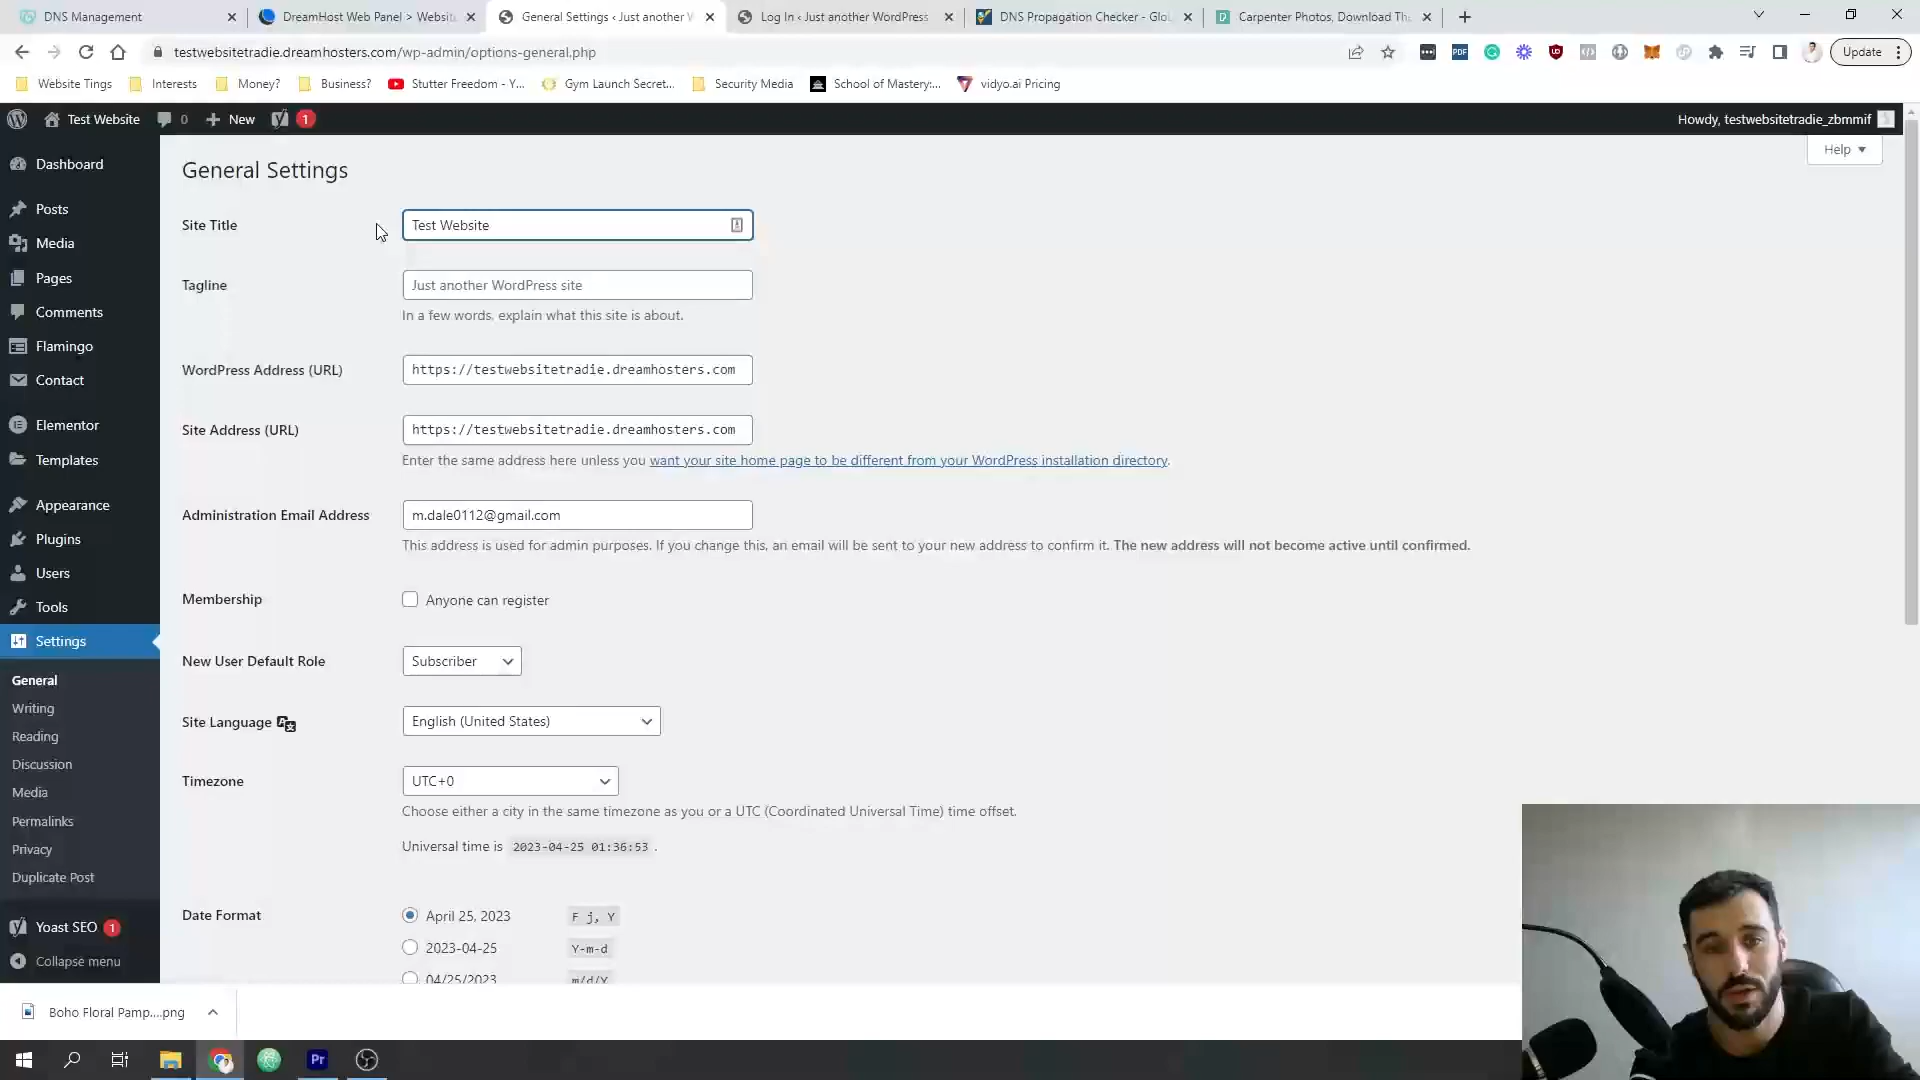 DNS Management
DreamHost Web Panel > Websit
General Settings ‹ Just another W
Log In ‹ Just another WordPress
DNS Propagation Checker - Glo
Carpenter Photos, Download Th
testwebsitetradie.dreamhosters.com/wp-admin/options-general.php
Update
Website Tings
Interests
Money?
Business?
Stutter Freedom - Y...
Gym Launch Secret...
Security Media
School of Mastery:...
vidyo.ai Pricing
Test Website
0
New
1
Howdy, testwebsitetradie_zbmmif
Help
Dashboard
Posts
Media
Pages
Comments
Flamingo
Contact
Elementor
Templates
Appearance
Plugins
Users
Tools
Settings
General
Writing
Reading
Discussion
Media
Permalinks
Privacy
Duplicate Post
Yoast SEO 1
Collapse menu
General Settings
Site Title
Test Website
Tagline
Just another WordPress site
In a few words, explain what this site is about.
WordPress Address (URL)
https://testwebsitetradie.dreamhosters.com
Site Address (URL)
https://testwebsitetradie.dreamhosters.com
Enter the same address here unless you want your site home page to be different from your WordPress installation directory.
Administration Email Address
m.dale0112@gmail.com
This address is used for admin purposes. If you change this, an email will be sent to your new address to confirm it. The new address will not become active until confirmed.
Membership
Anyone can register
New User Default Role
Subscriber
Site Language
English (United States)
Timezone
UTC+0
Choose either a city in the same timezone as you or a UTC (Coordinated Universal Time) time offset.
Universal time is 2023-04-25 01:36:53 .
Date Format
April 25, 2023 F j, Y
2023-04-25 Y-m-d
04/25/2023 m/d/Y
Boho Floral Pamp....png
Pr